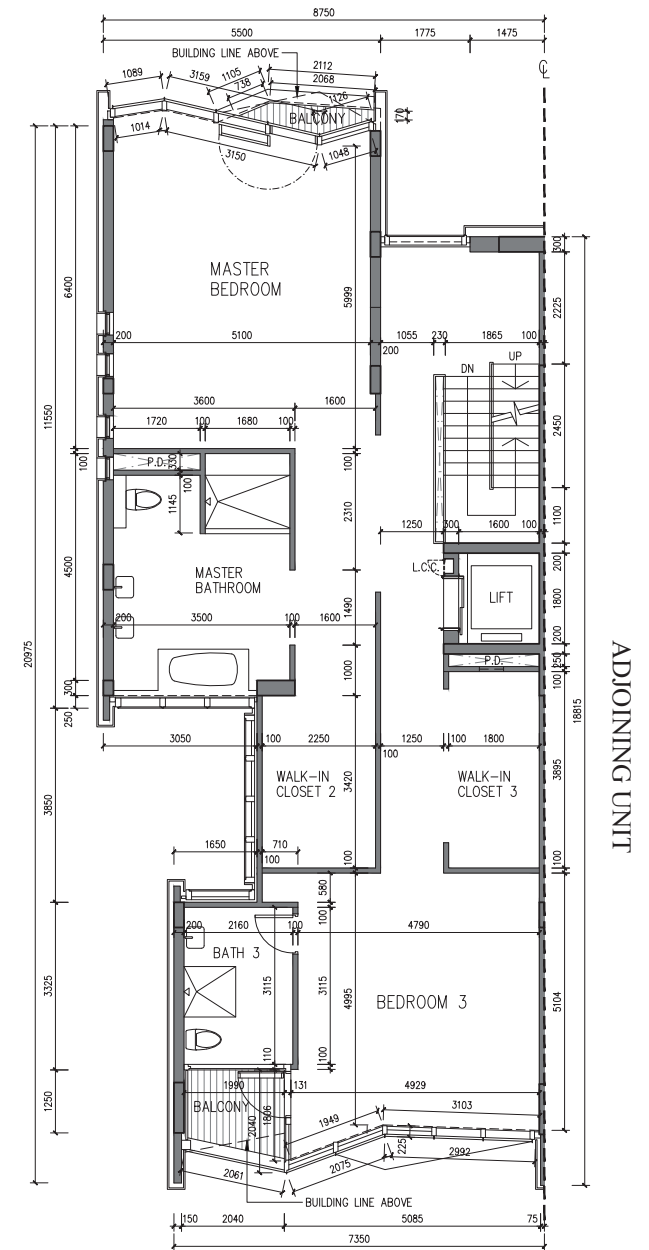 8750
5500 1775 1475
BUILDING LINE ABOVE
2112
1089 3159 1105 2068
738 1126
BALCONY
170
1014
3150 1048
300
MASTER
BEDROOM
6400
5999
2225
200 5100 1055 230 1865 100
200
DN UP
3600 1600
11550
1720 100 1680 100
2450
P.D. 330
100 100
100
1145
2310
1100
1250 300 1600 100
4500
MASTER
BATHROOM
L.C.C.
200
LIFT
1800
1490
200 3500 100 1600
200
20975
P.D. 250
1000
100
300
250
18815
ADJOINING UNIT
3050 100 2250 1250 100 1800
100
WALK-IN
CLOSET 2
3420
WALK-IN
CLOSET 3
3895
3850
1650 710
100 100 100
580
100
200 2160 100 4790
BATH 3
3325
3115 3115 4995
BEDROOM 3
5104
110 100
1990 131 4929
1250
BALCONY
2040 1806
1949 3103
225
2061 2075 2992
BUILDING LINE ABOVE
150 2040 5085 75
7350